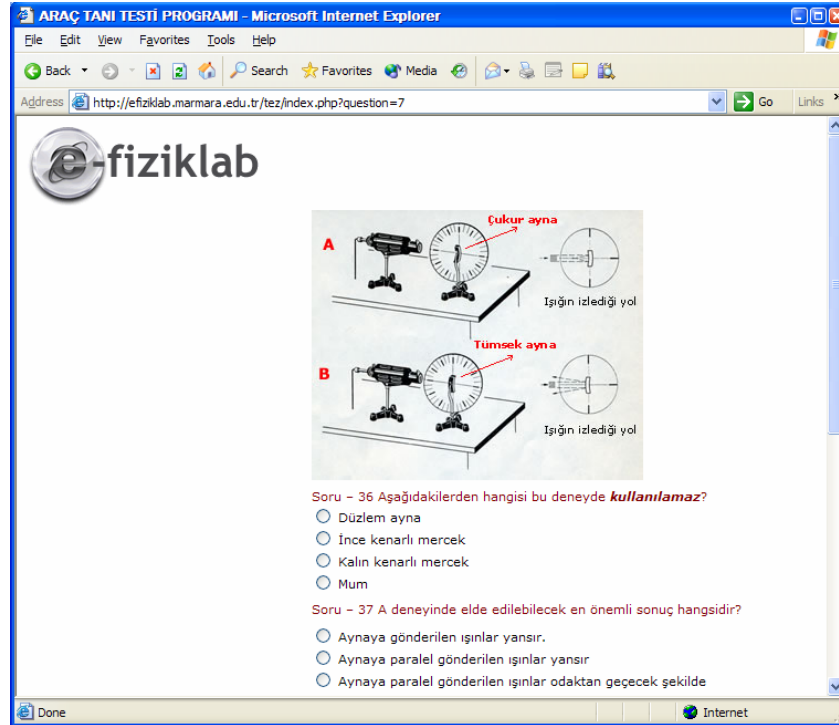 ARAÇ TANI TESTİ PROGRAMI - Microsoft Internet Explorer
File Edit View Favorites Tools Help
Back Search Favorites Media
Address http://efiziklab.marmara.edu.tr/tez/index.php?question=7 Go Links
e-fiziklab
Çukur ayna
A
Işığın izlediği yol
Tümsek ayna
B
Işığın izlediği yol
Soru – 36 Aşağıdakilerden hangisi bu deneyde kullanılamaz?
Düzlem ayna
İnce kenarlı mercek
Kalın kenarlı mercek
Mum
Soru – 37 A deneyinde elde edilebilecek en önemli sonuç hangsidir?
Aynaya gönderilen ışınlar yansır.
Aynaya paralel gönderilen ışınlar yansır
Aynaya paralel gönderilen ışınlar odaktan geçecek şekilde
Done Internet